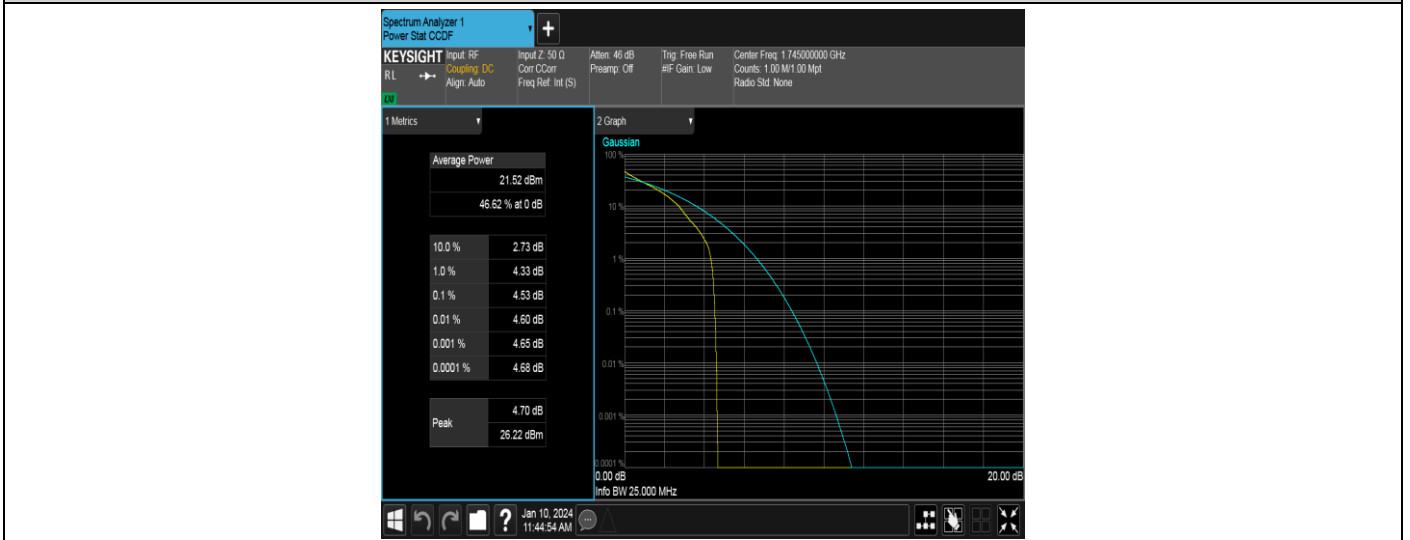 Spectrum Analyzer 1
Power Stat CCDF
+
KEYSIGHT
RL
LXI
Input: RF
Coupling: DC
Align: Auto
Input Z: 50 Ω
Corr CCorr
Freq Ref: Int (S)
Atten: 46 dB
Preamp: Off
Trig: Free Run
#IF Gain: Low
Center Freq: 1.745000000 GHz
Counts: 1.00 M/1.00 Mpt
Radio Std: None
1 Metrics
Average Power
21.52 dBm
46.62 % at 0 dB
10.0 % 2.73 dB
1.0 % 4.33 dB
0.1 % 4.53 dB
0.01 % 4.60 dB
0.001 % 4.65 dB
0.0001 % 4.68 dB
Peak
4.70 dB
26.22 dBm
2 Graph
Gaussian
100 %
10 %
1 %
0.1 %
0.01 %
0.001 %
0.0001 %
0.00 dB 20.00 dB
Info BW 25.000 MHz
?
Jan 10, 2024
11:44:54 AM